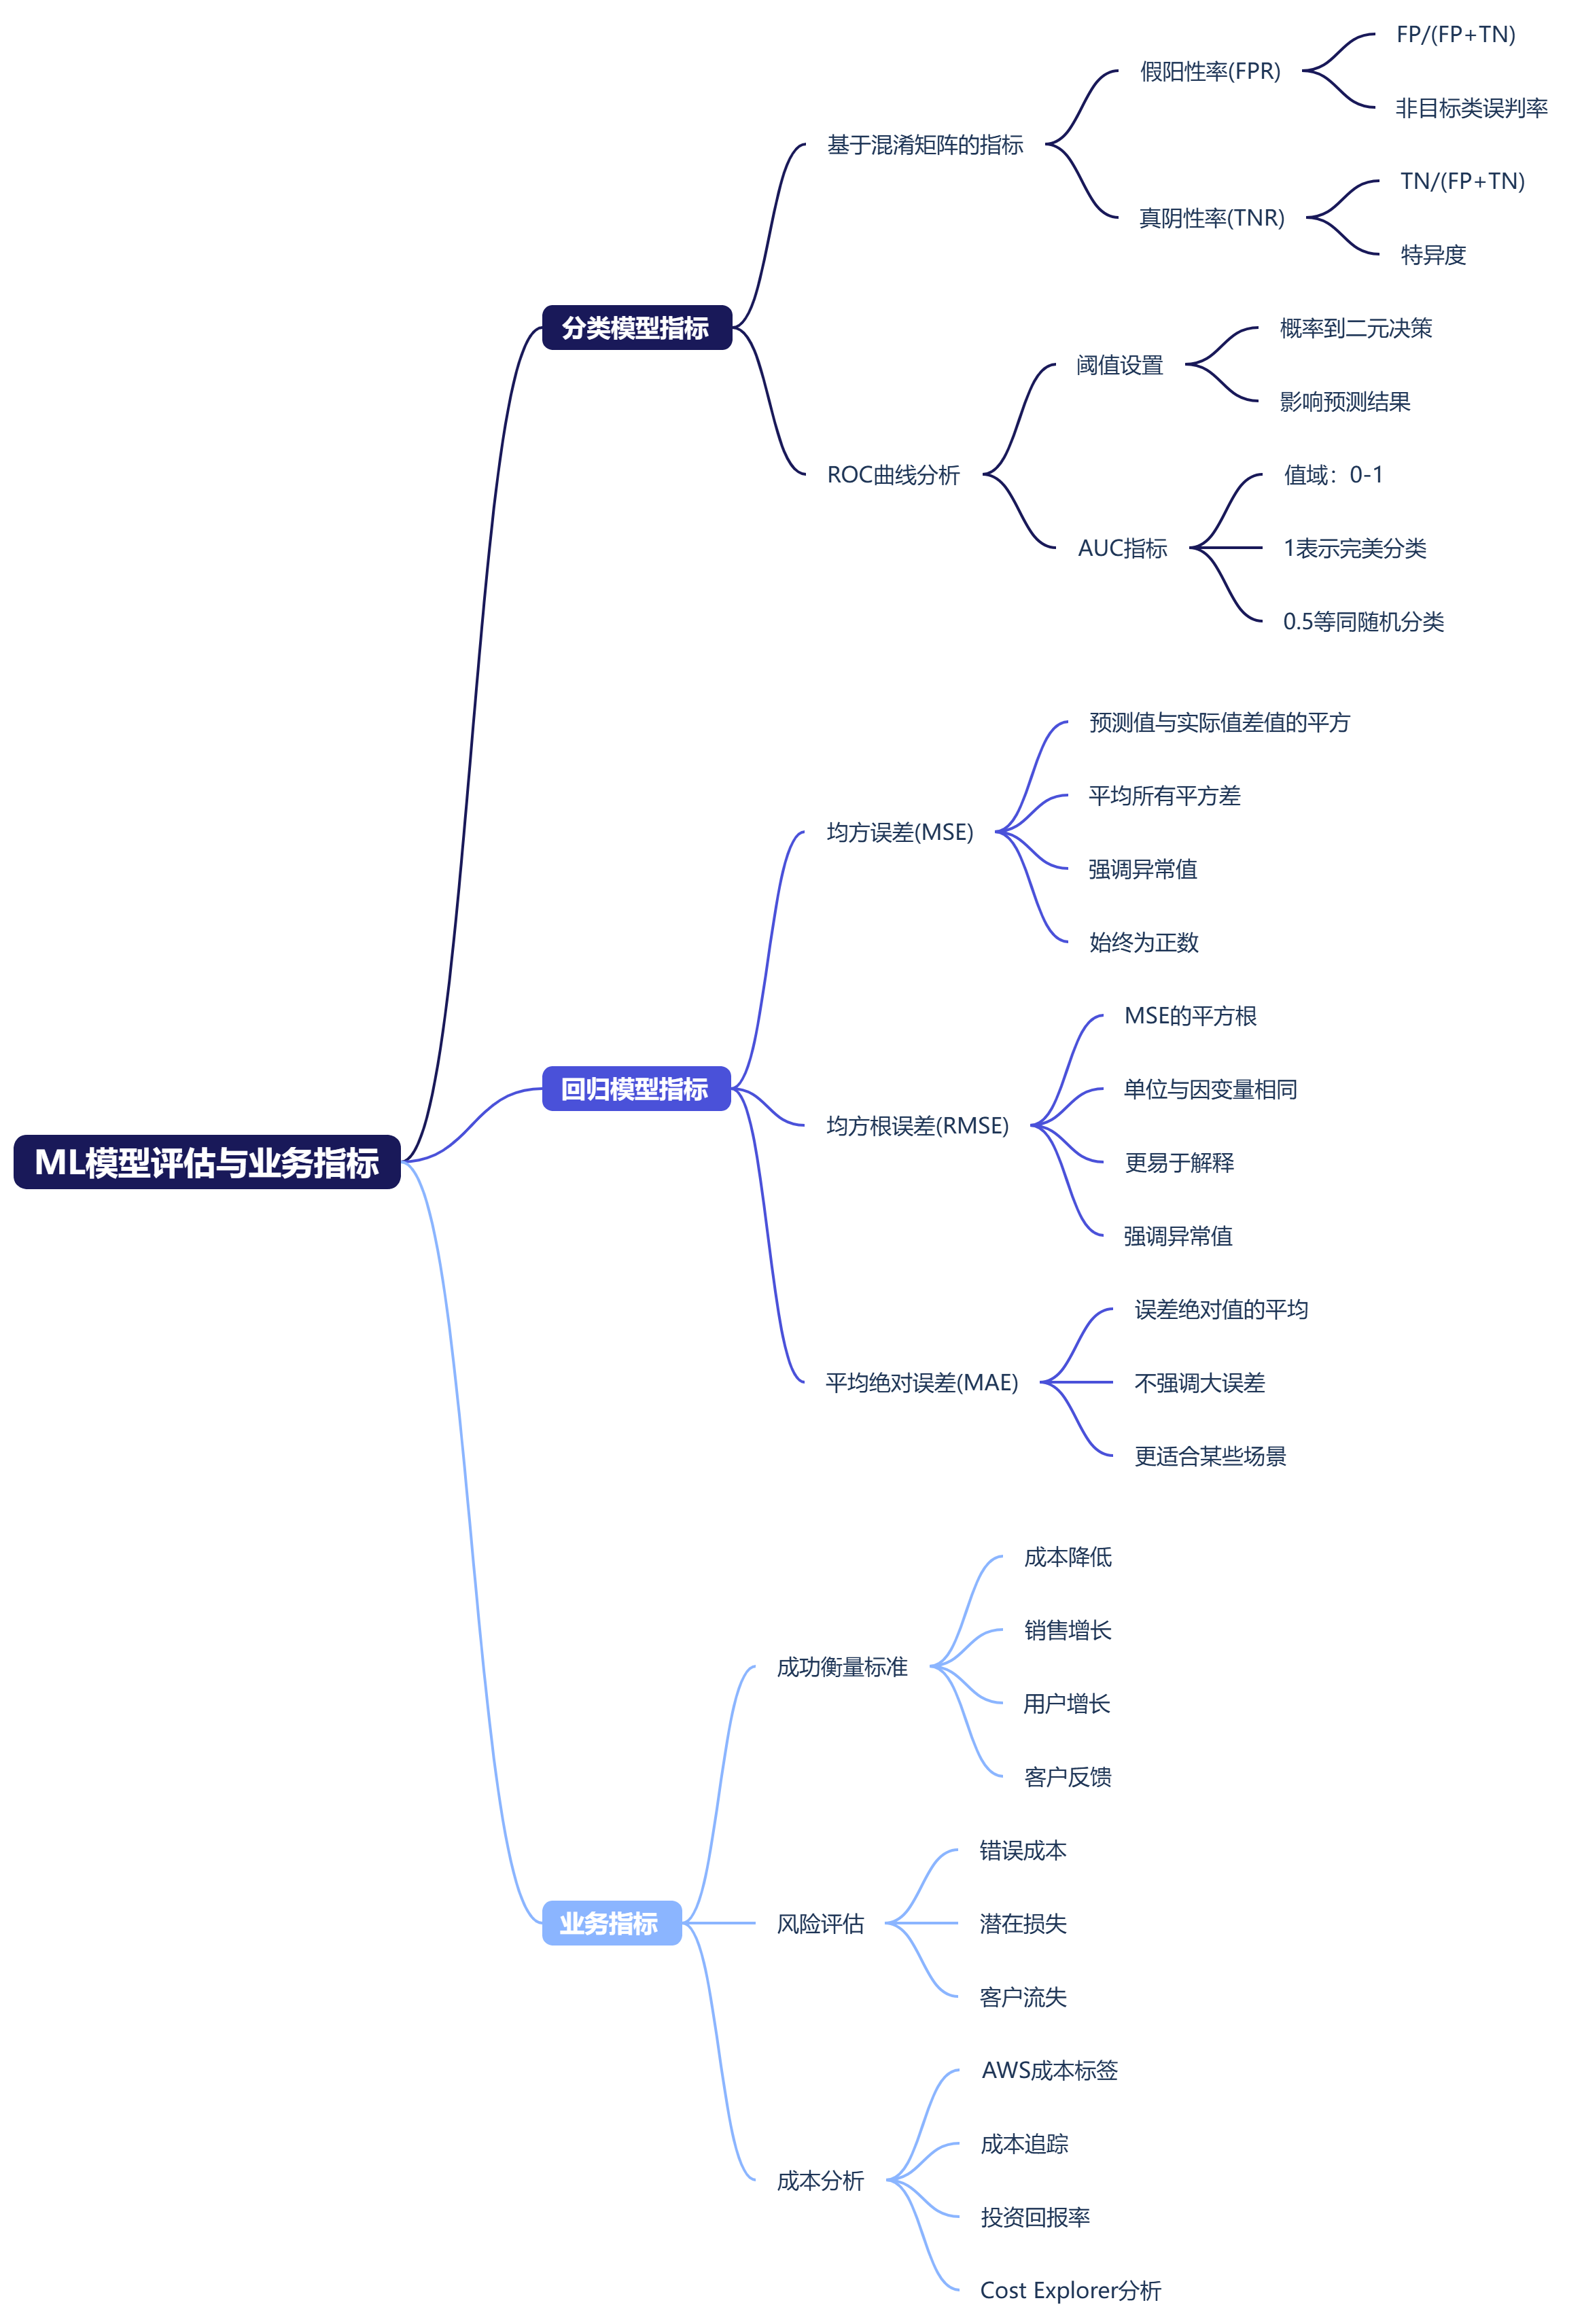 ML模型评估与业务指标
分类模型指标
基于混淆矩阵的指标
假阳性率(FPR)
FP/(FP+TN)
非目标类误判率
真阴性率(TNR)
TN/(FP+TN)
特异度
ROC曲线分析
阈值设置
概率到二元决策
影响预测结果
AUC指标
值域：0-1
1表示完美分类
0.5等同随机分类
回归模型指标
均方误差(MSE)
预测值与实际值差值的平方
平均所有平方差
强调异常值
始终为正数
均方根误差(RMSE)
MSE的平方根
单位与因变量相同
更易于解释
强调异常值
平均绝对误差(MAE)
误差绝对值的平均
不强调大误差
更适合某些场景
业务指标
成功衡量标准
成本降低
销售增长
用户增长
客户反馈
风险评估
错误成本
潜在损失
客户流失
成本分析
AWS成本标签
成本追踪
投资回报率
Cost Explorer分析